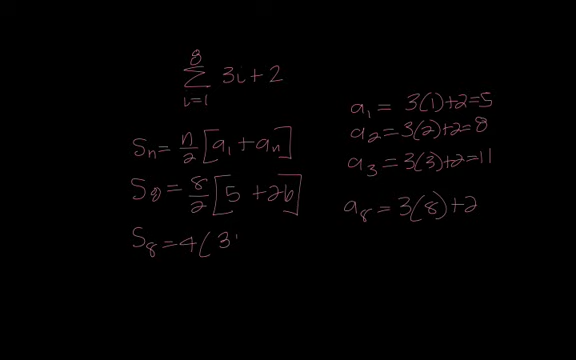 8
∑ 3i + 2
i=1
a₁ = 3(1)+2=5
a₂ = 3(2)+2=8
a₃ = 3(3)+2=11
a₈ = 3(8)+2
Sₙ = n/2 [a₁ + aₙ]
S₈ = 8/2 [5 + 26]
S₈ = 4(3